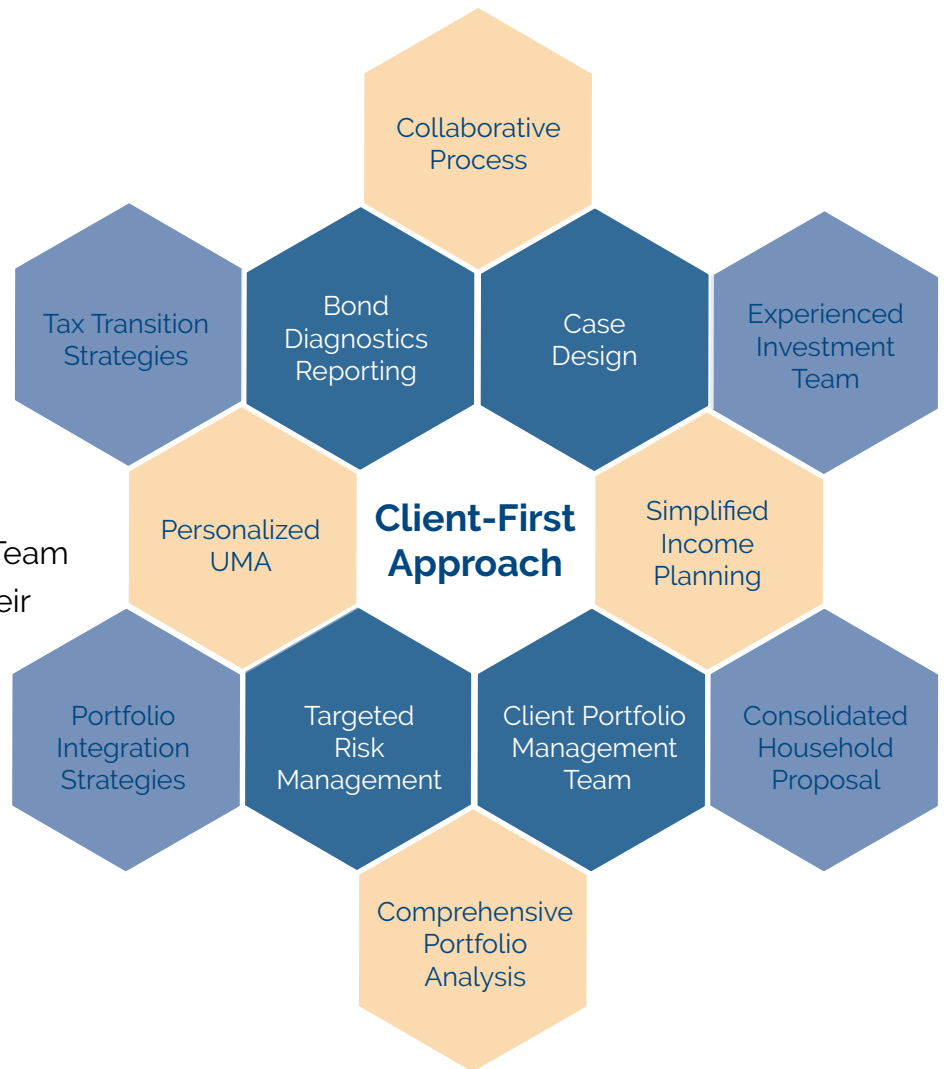 Collaborative
Process
Tax Transition
Strategies
Bond
Diagnostics
Reporting
Case
Design
Experienced
Investment
Team
Personalized
UMA
Client-First
Approach
Simplified
Income
Planning
Team
eir
Portfolio
Integration
Strategies
Targeted
Risk
Management
Client Portfolio
Management
Team
Consolidated
Household
Proposal
Comprehensive
Portfolio
Analysis